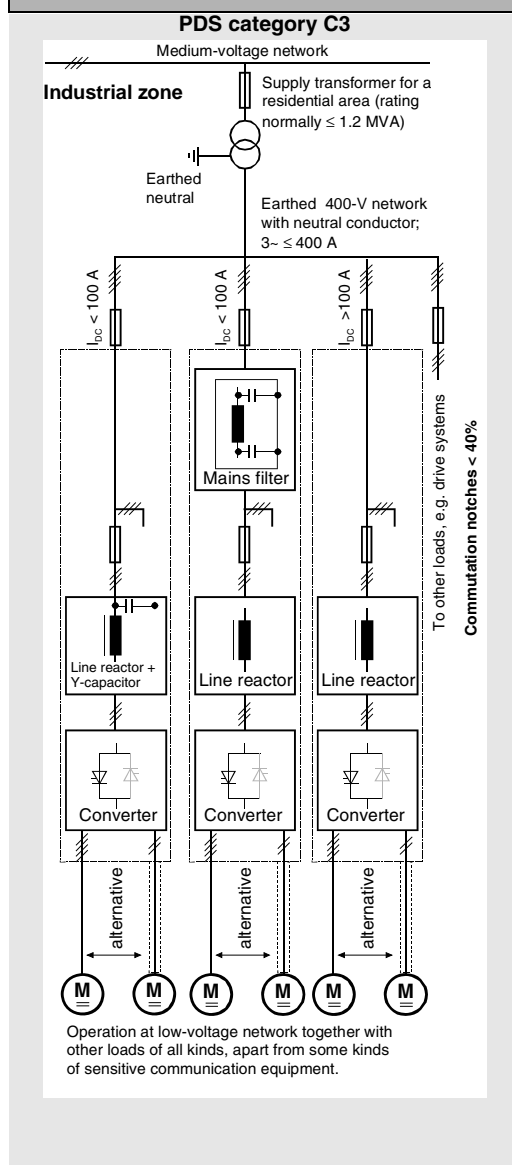 PDS category C3
Medium-voltage network
Industrial zone
Supply transformer for a
residential area (rating
normally ≤ 1.2 MVA)
Earthed
neutral
Earthed 400-V network
with neutral conductor;
3~ ≤ 400 A
I_DC < 100 A
I_DC < 100 A
I_DC >100 A
To other loads, e.g. drive systems
Commutation notches < 40%
Mains filter
Line reactor +
Y-capacitor
Line reactor
Line reactor
Converter
Converter
Converter
alternative
alternative
alternative
M
M
M
M
M
M
Operation at low-voltage network together with
other loads of all kinds, apart from some kinds
of sensitive communication equipment.